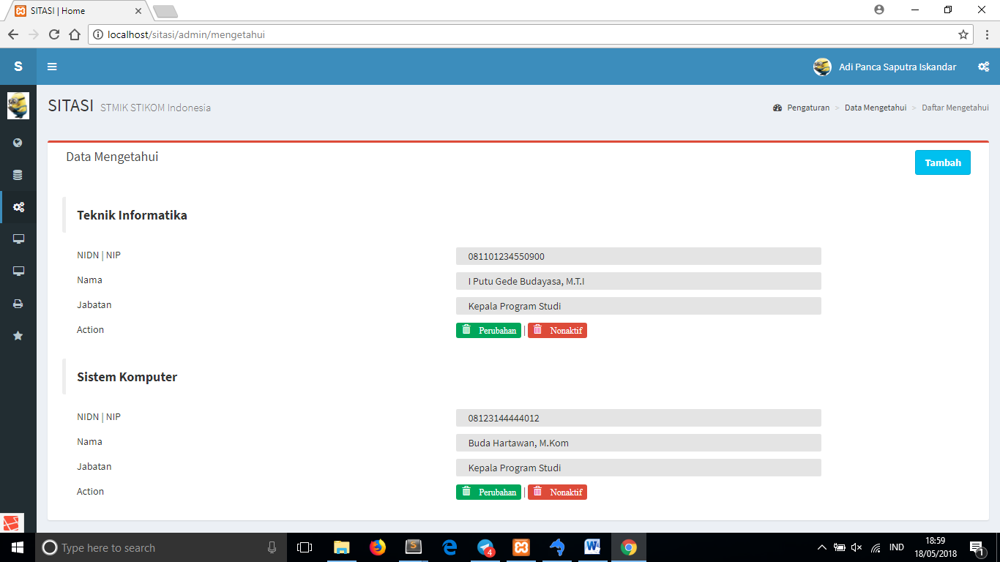 SITASI | Home
localhost/sitasi/admin/mengetahui
S
Adi Panca Saputra Iskandar
SITASI STMIK STIKOM Indonesia
Pengaturan > Data Mengetahui > Daftar Mengetahui
Data Mengetahui
Tambah
Teknik Informatika
NIDN | NIP 081101234550900
Nama I Putu Gede Budayasa, M.T.I
Jabatan Kepala Program Studi
Action Perubahan | Nonaktif
Sistem Komputer
NIDN | NIP 08123144444012
Nama Buda Hartawan, M.Kom
Jabatan Kepala Program Studi
Action Perubahan | Nonaktif
Type here to search
4
IND
18:59
18/05/2018
1